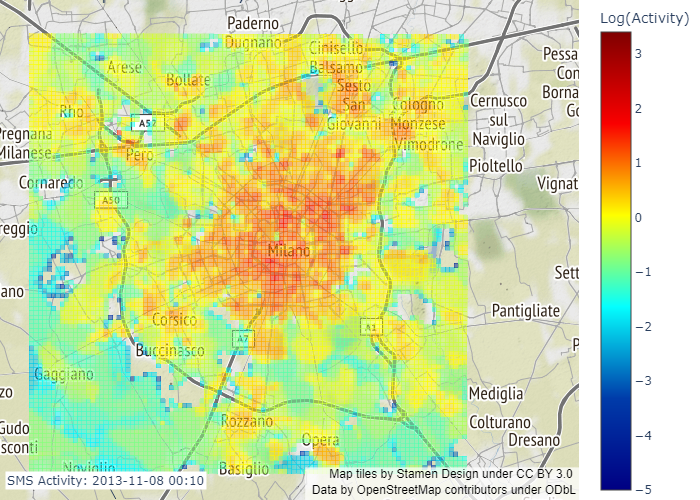 Log(Activity)
Paderno
Dugnano
Cinisello
Balsamo
Arese
Bollate
Sesto
San
Giovanni
Pessa
Con
Borna
Go
Rho
A52
Cologno
Monzese
Cernusco
sul
Naviglio
Pregnana
Milanese
Pero
Vimodrone
Pioltello
Cornaredo
A50
Vignat
reggio
Milano
Sett
ano
Pantigliate
Corsico
A7
A1
Buccinasco
P
Gaggiano
zo
Mediglia
Rozzano
Colturano
Gudo
sconti
Opera
Dresano
Noviglio
Basiglio
SMS Activity: 2013-11-08 00:10
Map tiles by Stamen Design under CC BY 3.0
Data by OpenStreetMap contributors under ODbL
3
2
1
0
−1
−2
−3
−4
−5